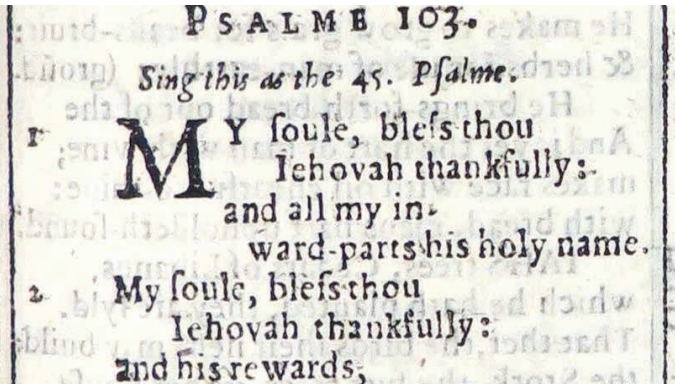 PSALME 103.
Sing this as the 45. Pſalme.
1 MY ſoule, bleſs thou
Iehovah thankfully:
and all my in-
ward-parts his holy name.
2 My ſoule, bleſs thou
Iehovah thankfully:
and his rewards,